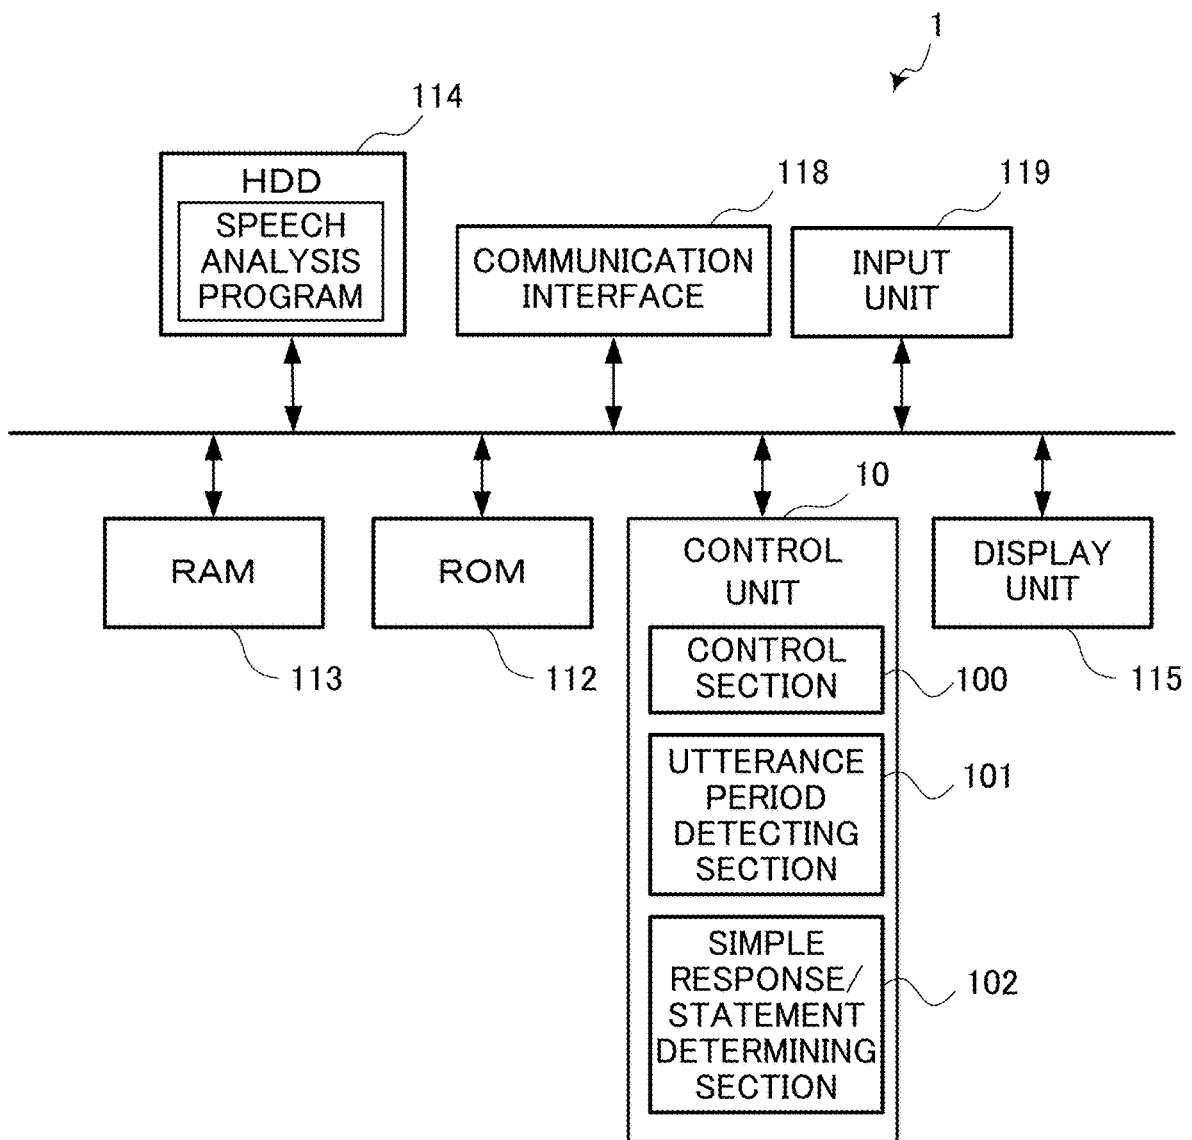 1
114
HDD
SPEECH
ANALYSIS
PROGRAM
118
COMMUNICATION
INTERFACE
119
INPUT
UNIT
RAM
113
ROM
112
10
CONTROL
UNIT
CONTROL
SECTION
100
UTTERANCE
PERIOD
DETECTING
SECTION
101
SIMPLE
RESPONSE/
STATEMENT
DETERMINING
SECTION
102
DISPLAY
UNIT
115